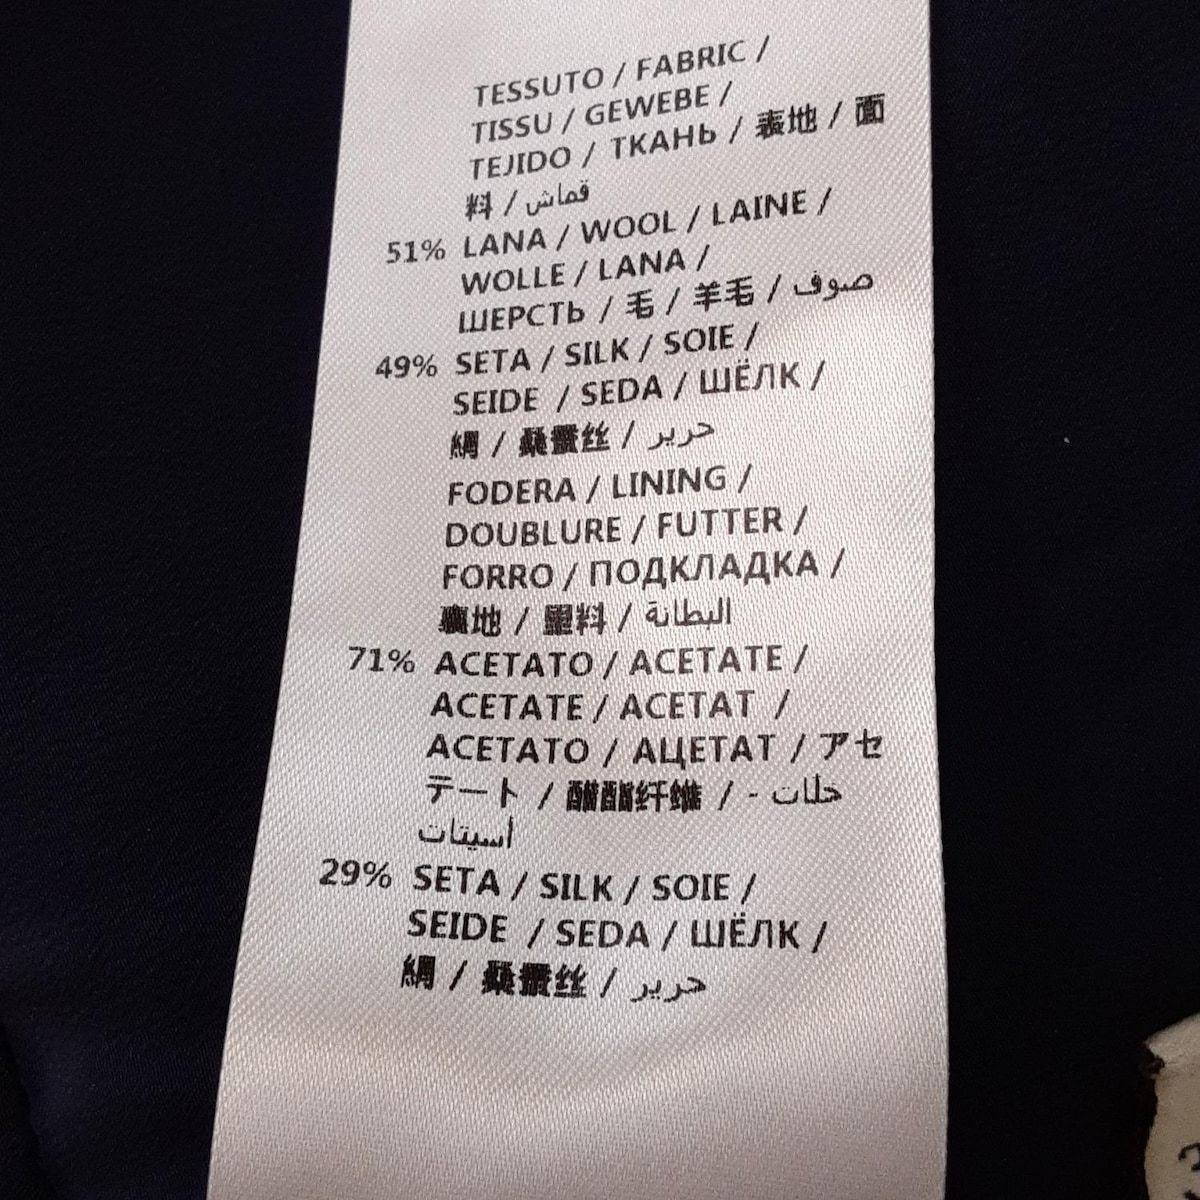 TESSUTO / FABRIC /
TISSU / GEWEBE /
TEJIDO / ТКАНЬ / 表地 / 面
料 / قماش
51% LANA / WOOL / LAINE /
WOLLE / LANA /
ШЕРСТЬ / 毛 / 羊毛 / صوف
49% SETA / SILK / SOIE /
SEIDE / SEDA / ШЁЛК /
絹 / 桑蠶丝 / حرير
FODERA / LINING /
DOUBLURE / FUTTER /
FORRO / ПОДКЛАДКА /
裏地 / 里料 / البطانة
71% ACETATO / ACETATE /
ACETATE / ACETAT /
ACETATO / АЦЕТАТ / アセ
テート / 醋酯纤维 / - خلات
أسيتات
29% SETA / SILK / SOIE /
SEIDE / SEDA / ШЁЛК /
絹 / 桑蠶丝 / حرير